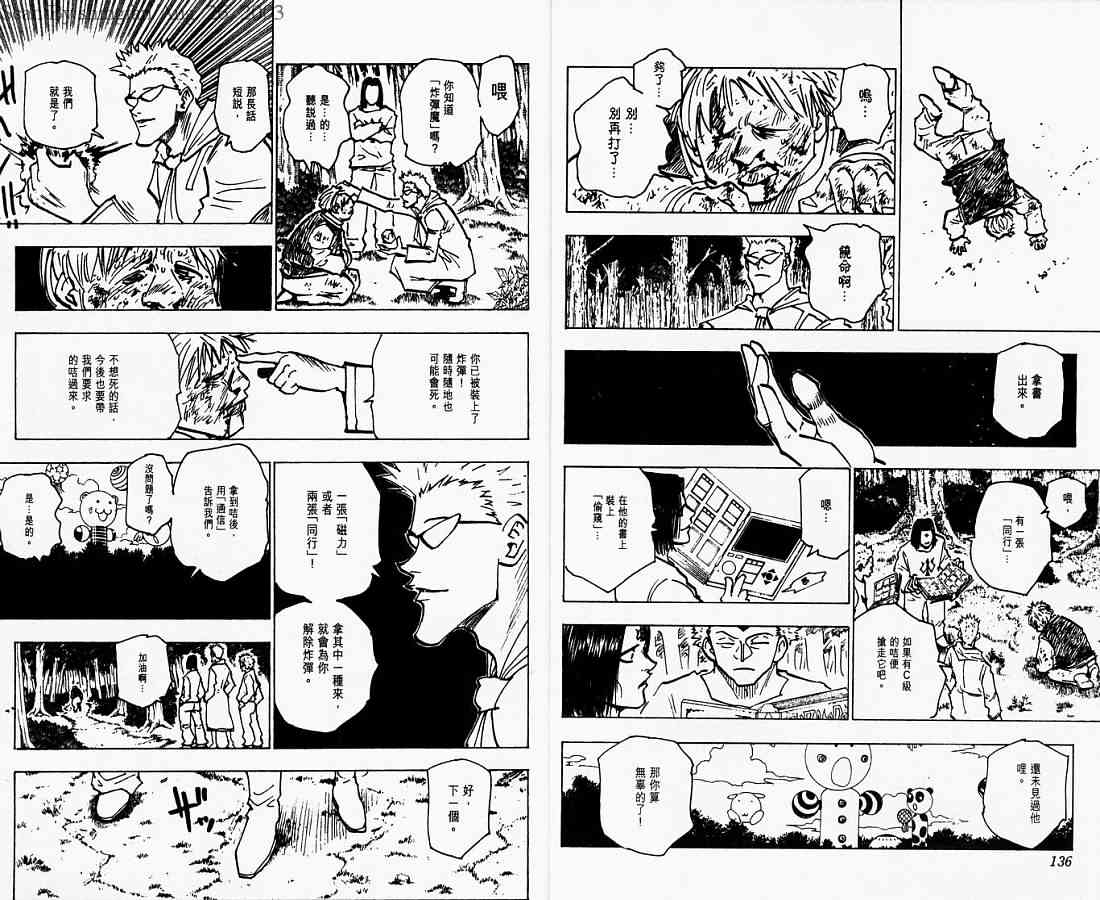 嗚…
夠了…
別…
別再打了…
饒命啊…
拿書
出來。
喂，
有一張
「同行」…
如果有C級
的咭便
搶走它吧。
嗯…
在他的書上
裝上
「偷窺」…
還未見過他
哩。
那你算
無辜的了！
136
喂
你知道
「炸彈魔」嗎？
是…的…
聽說過…
那長話
短說，
我們
就是了。
你已被裝上了
炸彈！
隨時隨地也
可能會死。
不想死的話，
今後也要帶
我們要求
的咭過來。
一張「磁力」
或者
兩張「同行」！
拿其中一種來，
就會為你
解除炸彈。
拿到咭後，
用「通信」
告訴我們。
沒問題了嗎？
是…是的。
加油啊…
好，
下一個。